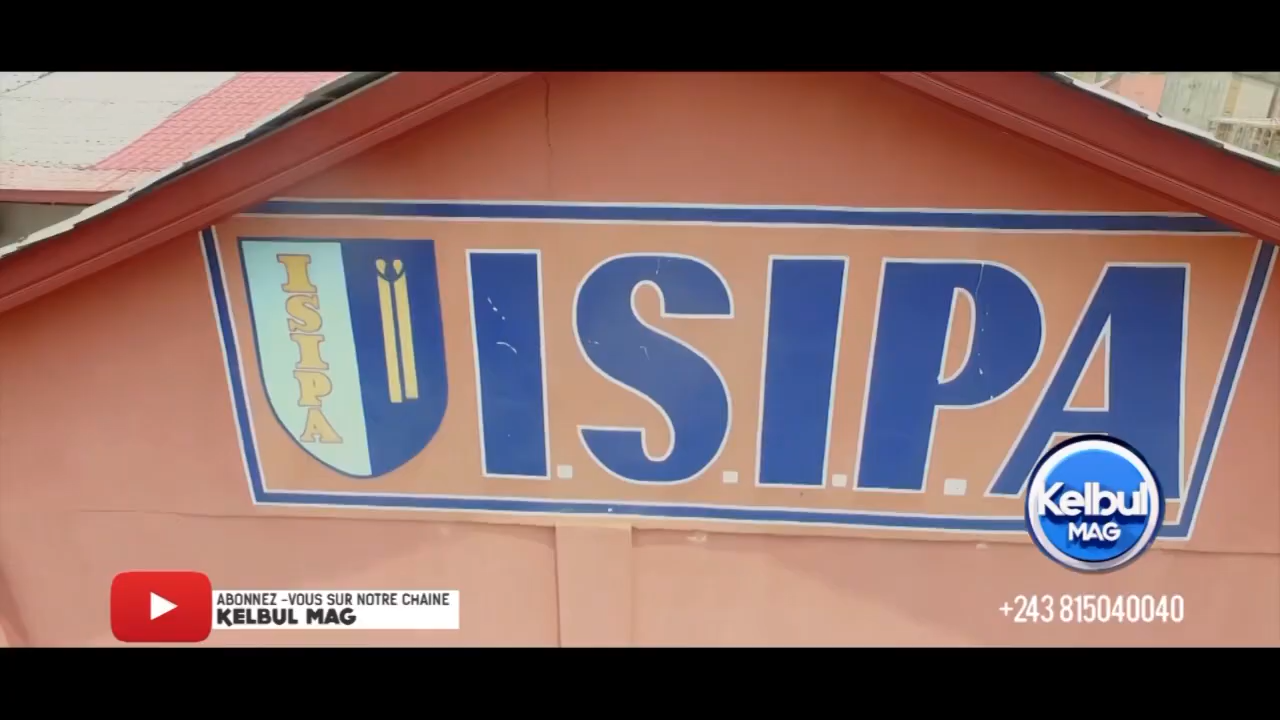 ISIPA
I.S.I.P.A
Kelbul
MAG
ABONNEZ -VOUS SUR NOTRE CHAINE
KELBUL MAG
+243 815040040